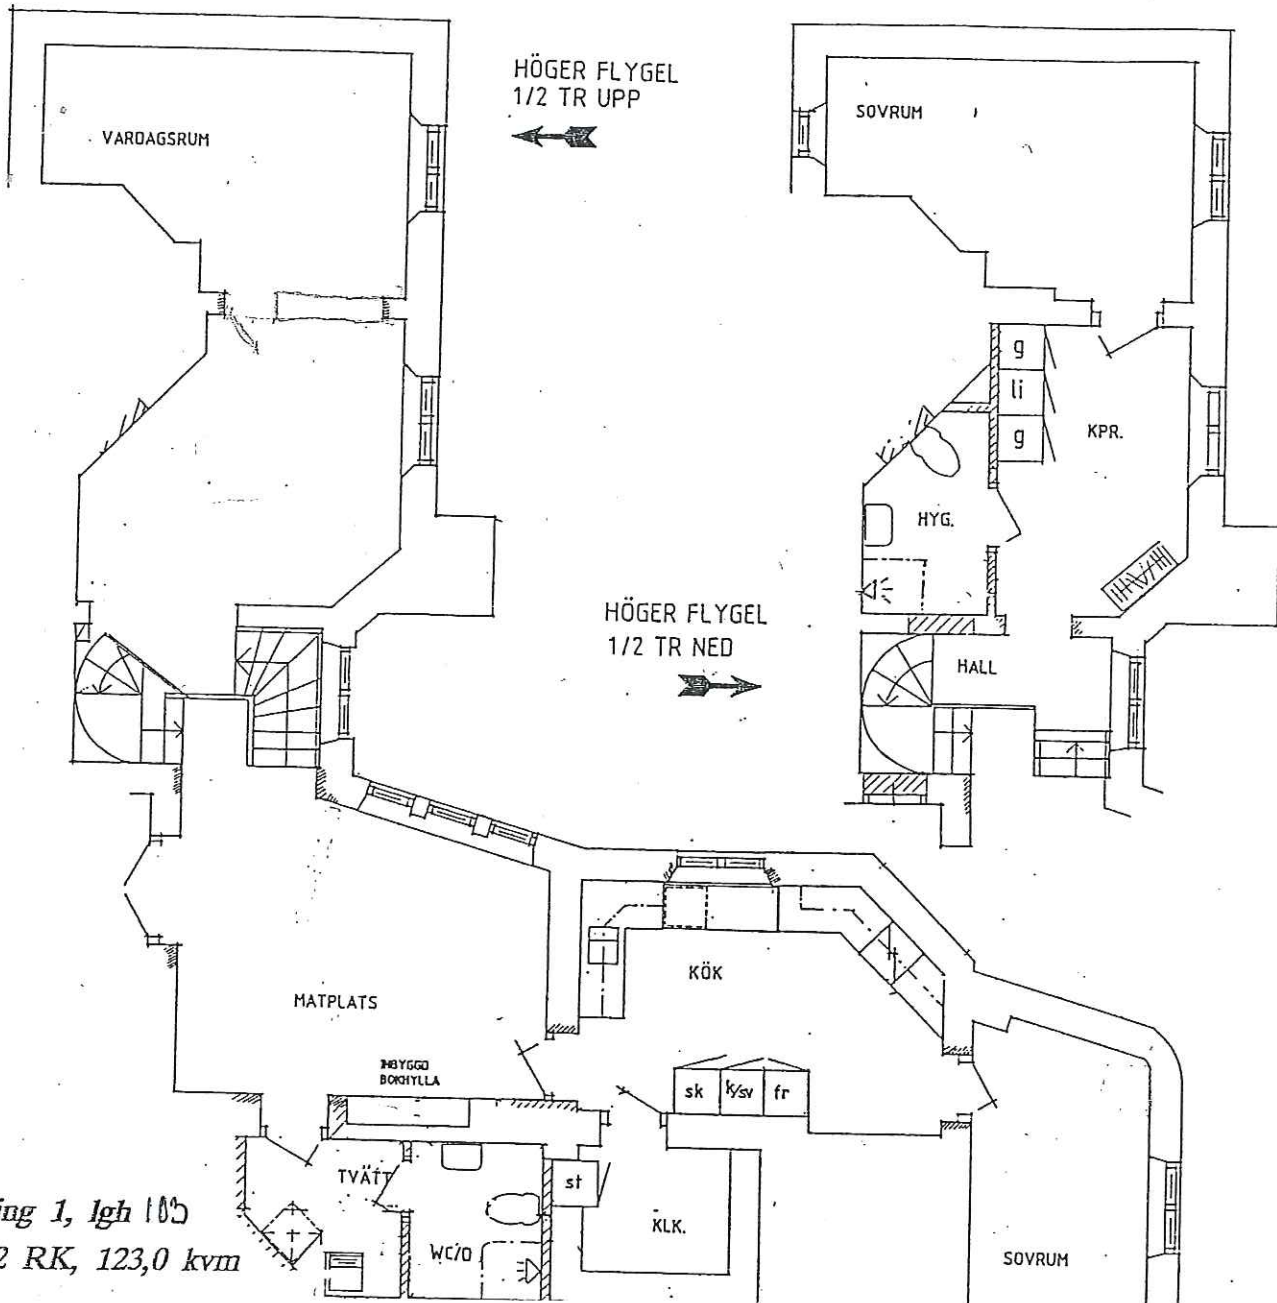 HÖGER FLYGEL
1/2 TR UPP
VARDAGSRUM
SOVRUM
g
li
g
KPR.
HYG.
HÖGER FLYGEL
1/2 TR NED
HALL
KÖK
MATPLATS
INBYGGD
BOKHYLLA
sk
k/sv
fr
TVÄTT
st
KLK.
WC/D
SOVRUM
ing 1, lgh 103
2 RK, 123,0 kvm